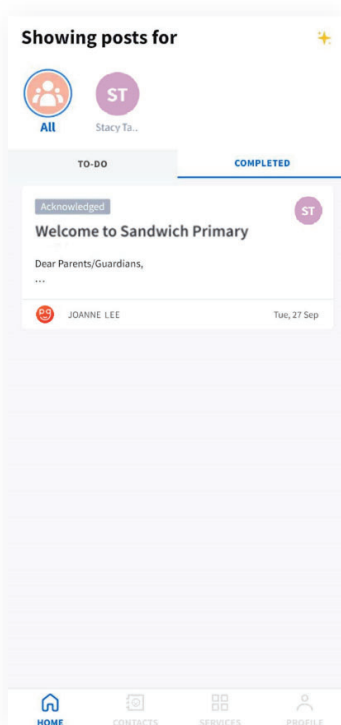 Showing posts for
ST
All
Stacy Ta..
TO-DO
COMPLETED
Acknowledged
ST
Welcome to Sandwich Primary
Dear Parents/Guardians,
...
JOANNE LEE
Tue, 27 Sep
HOME
CONTACTS
SERVICES
PROFILE